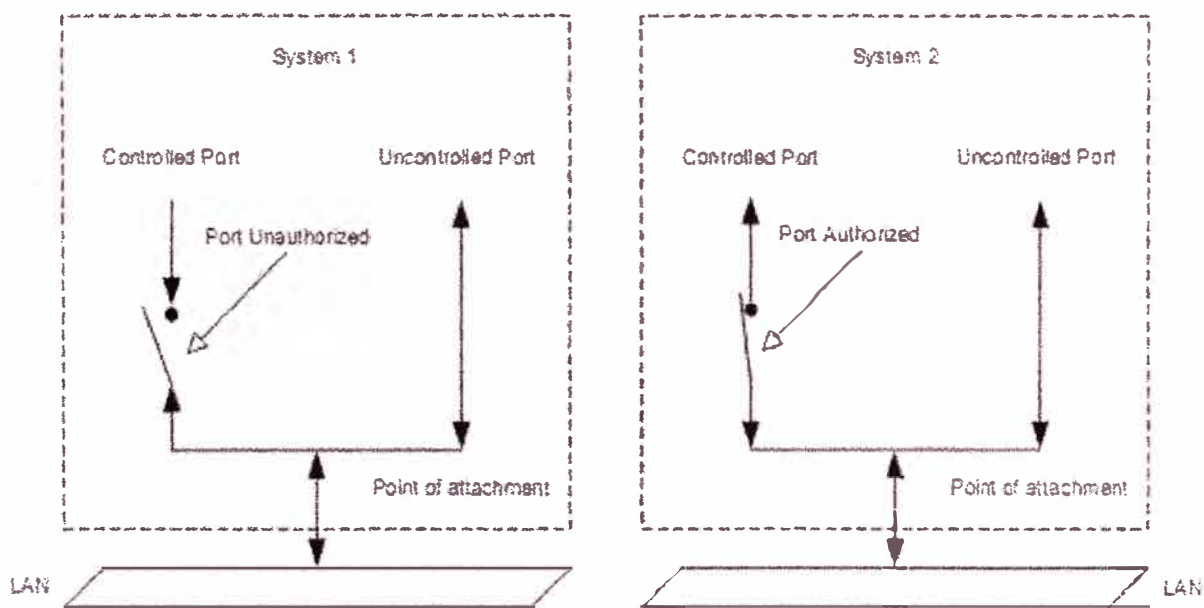 System 1
Controlled Port
Uncontrolled Port
Port Unauthorized
Point of attachment
LAN
System 2
Controlled Port
Uncontrolled Port
Port Authorized
Point of attachment
LAN